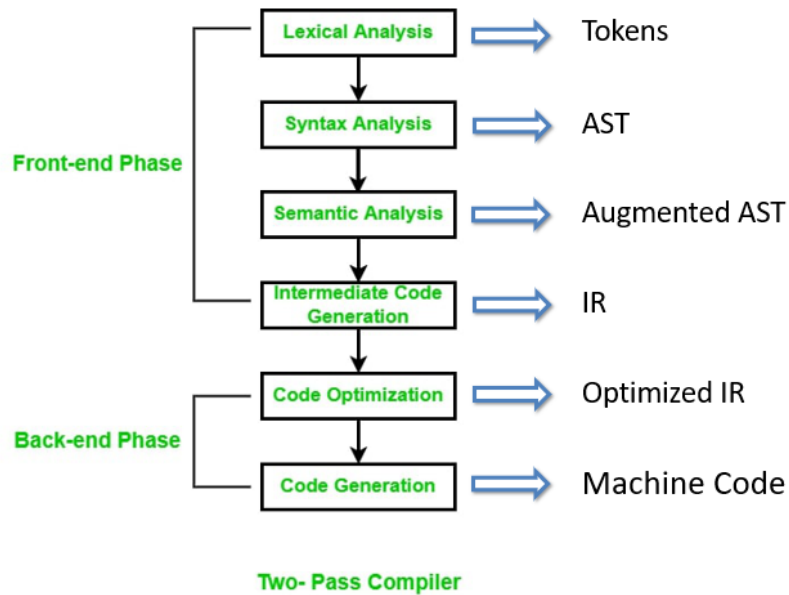 Lexical Analysis
Tokens
Syntax Analysis
AST
Front-end Phase
Semantic Analysis
Augmented AST
Intermediate Code
Generation
IR
Code Optimization
Optimized IR
Back-end Phase
Code Generation
Machine Code
Two- Pass Compiler